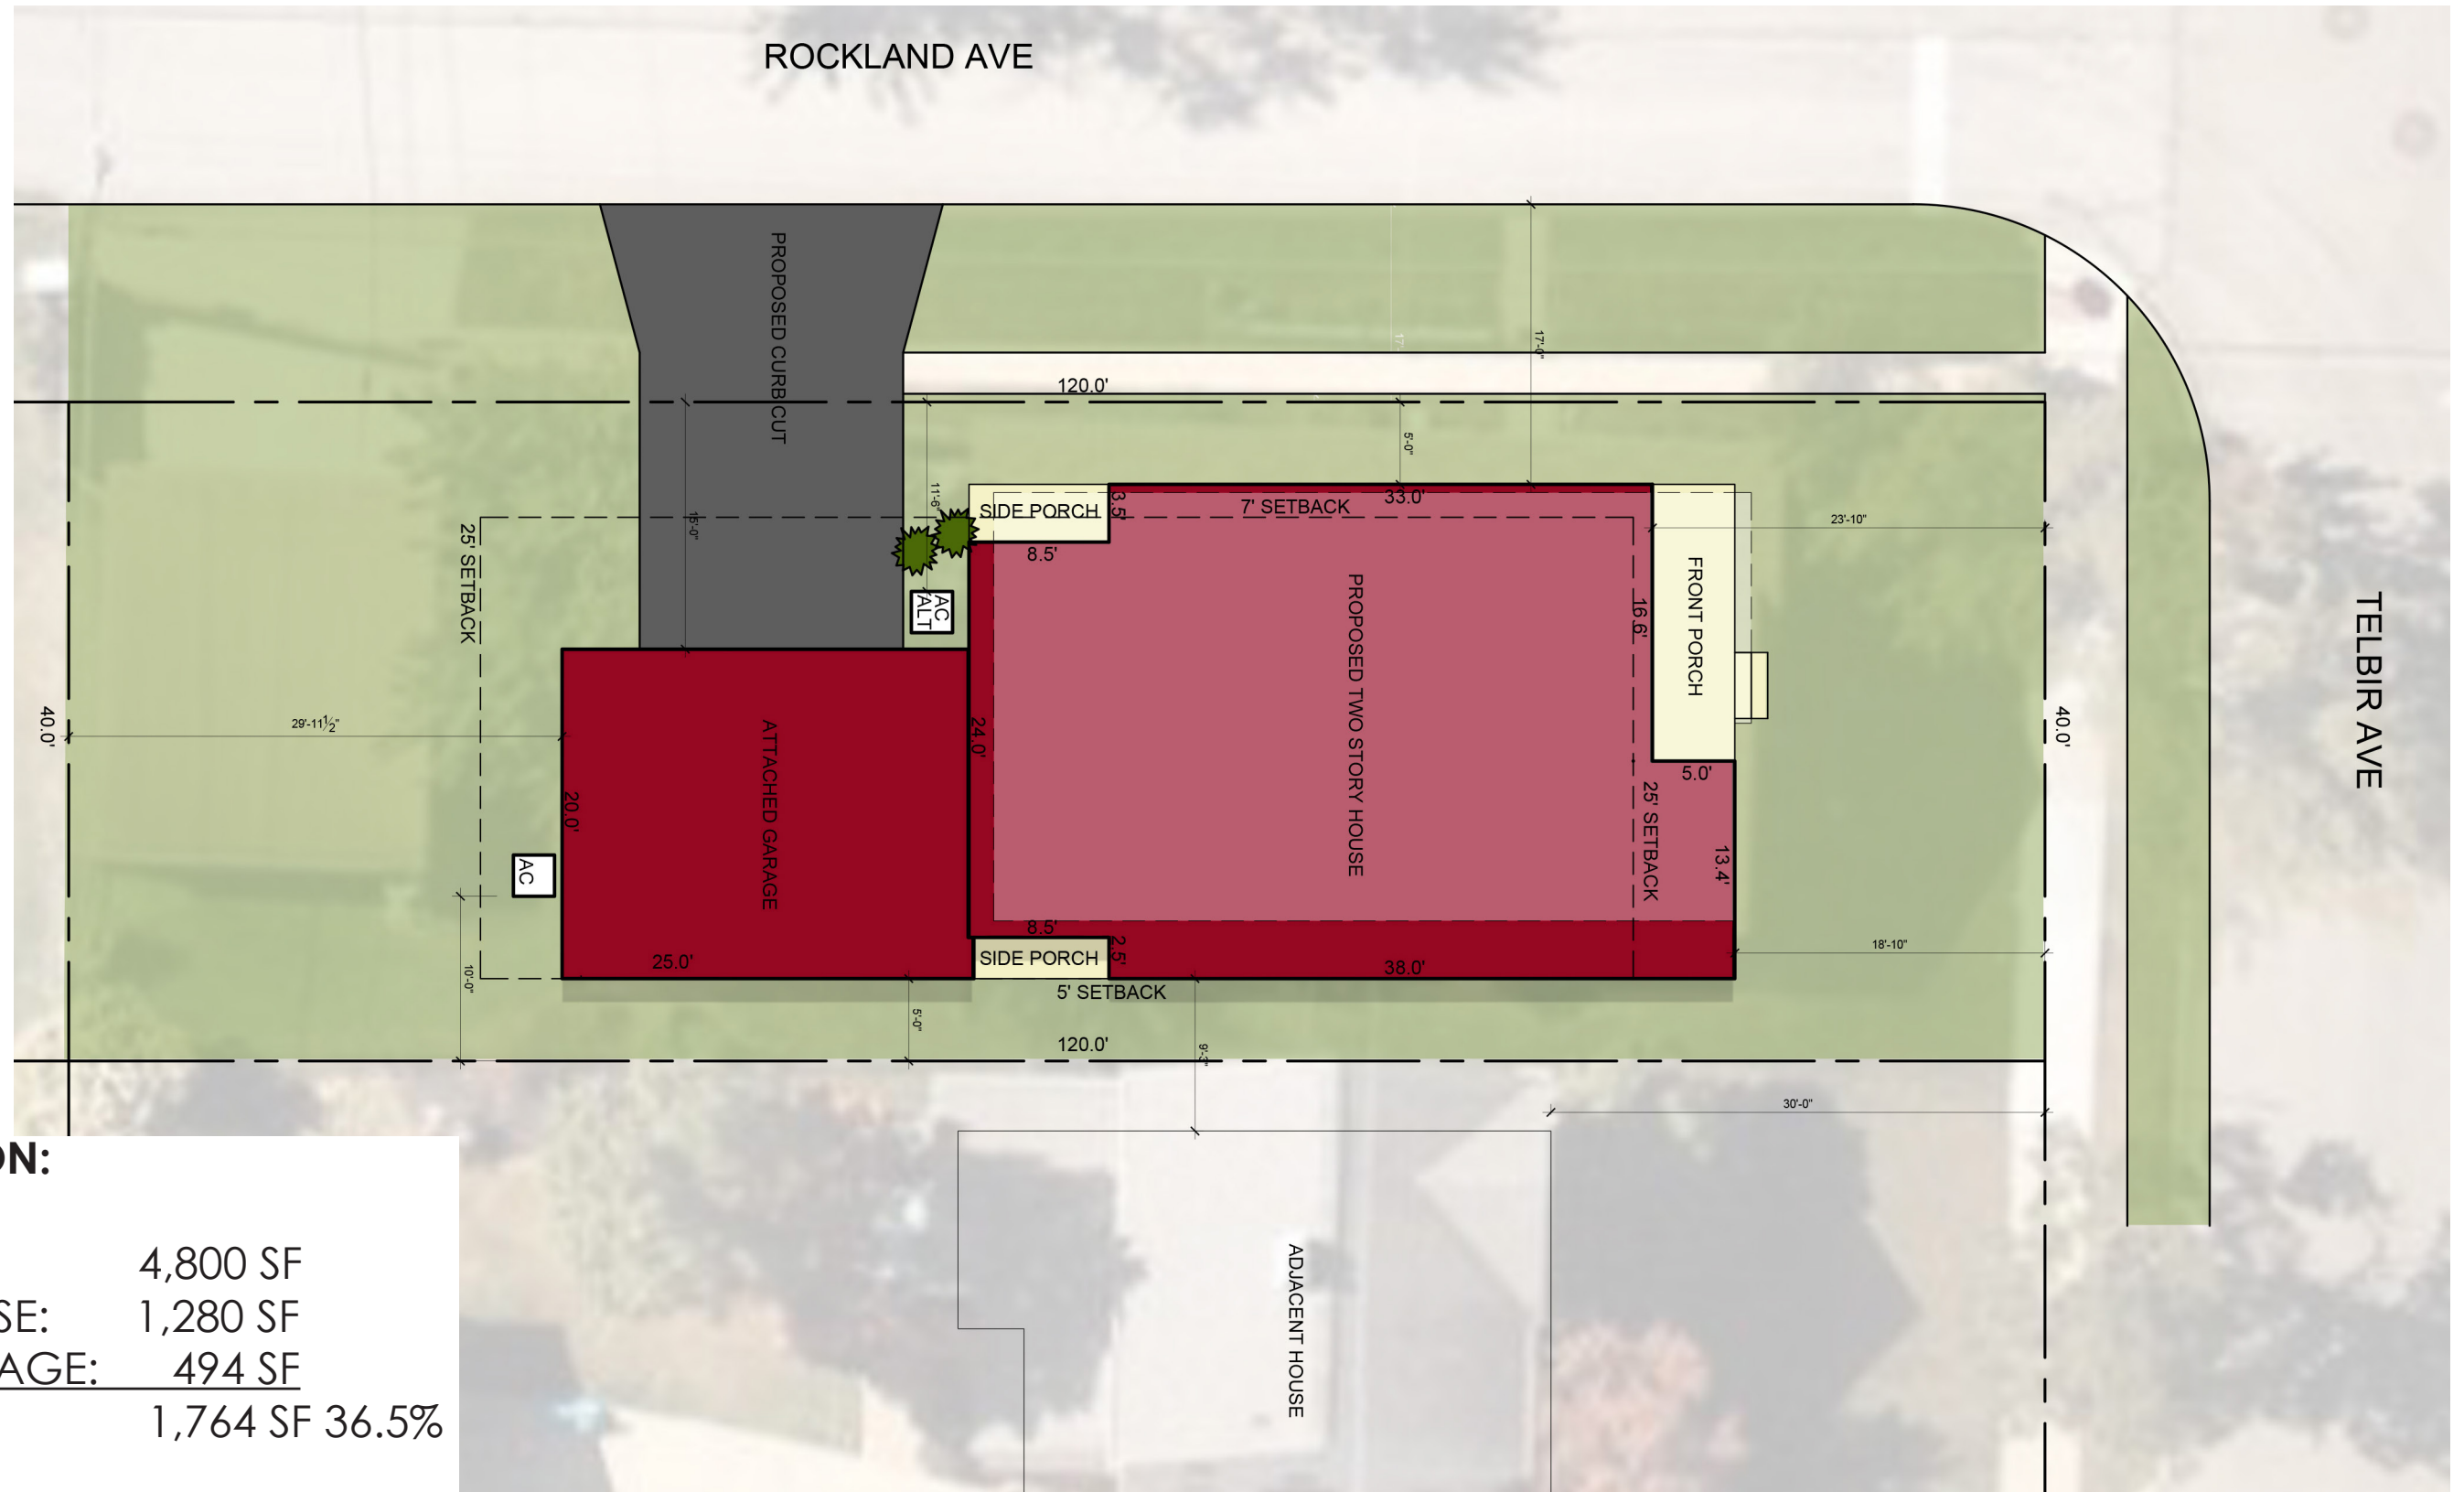 ROCKLAND AVE
TELBIR AVE
PROPOSED CURB CUT
120.0'
17'-0"
17'-
5'-0"
11'-6"
15'-0"
SIDE PORCH
3.5'
8.5'
7' SETBACK
33.0'
23'-10"
25' SETBACK
AC
ALT
PROPOSED TWO STORY HOUSE
16.6'
FRONT PORCH
5.0'
40.0'
40.0'
29'-11½"
20.0'
ATTACHED GARAGE
24.0'
25' SETBACK
13.4'
AC
8.5'
SIDE PORCH
2.5'
25.0'
38.0'
18'-10"
5' SETBACK
10'-0"
5'-0"
120.0'
9'-3"
30'-0"
ADJACENT HOUSE
ON:
4,800 SF
SE: 1,280 SF
AGE: 494 SF
1,764 SF 36.5%